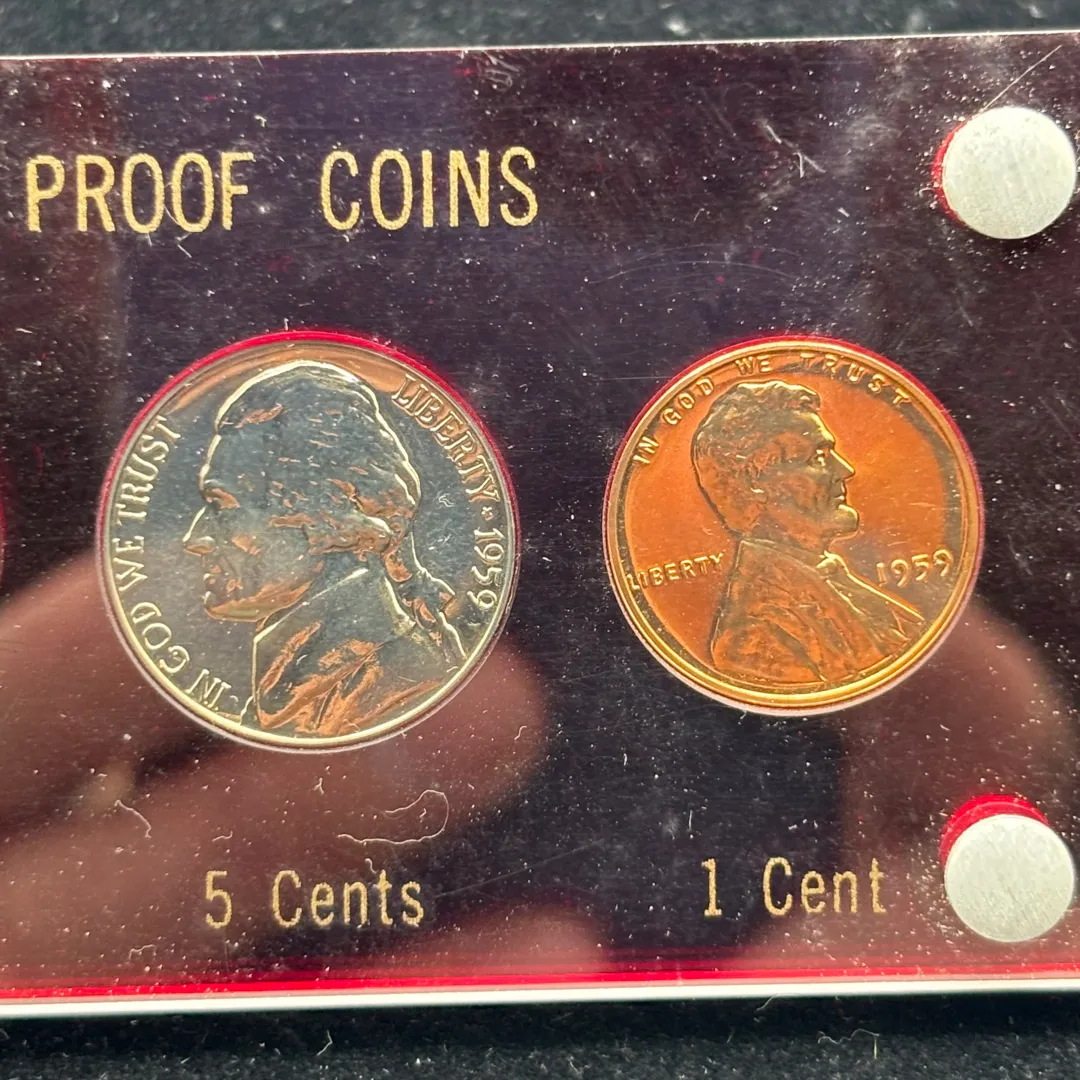 PROOF COINS
IN GOD WE TRUST
LIBERTY * 1959
IN GOD WE TRUST
LIBERTY
1959
5 Cents
1 Cent